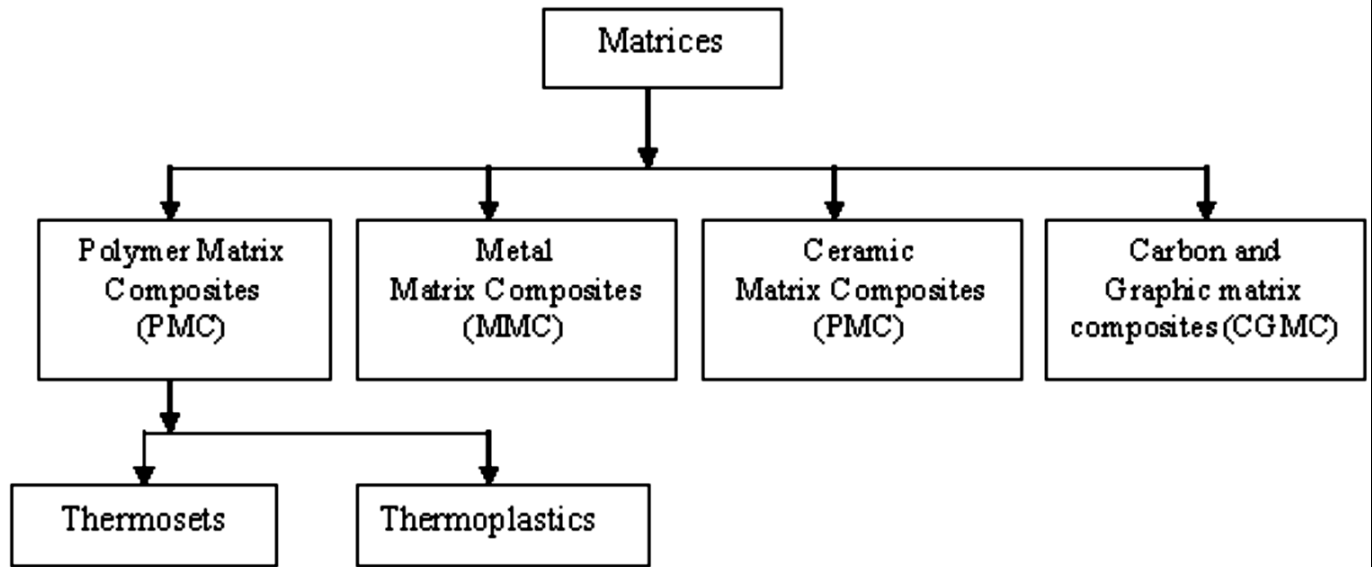 Matrices
Polymer Matrix
Composites
(PMC)
Metal
Matrix Composites
(MMC)
Ceramic
Matrix Composites
(PMC)
Carbon and
Graphic matrix
composites (CGMC)
Thermosets
Thermoplastics